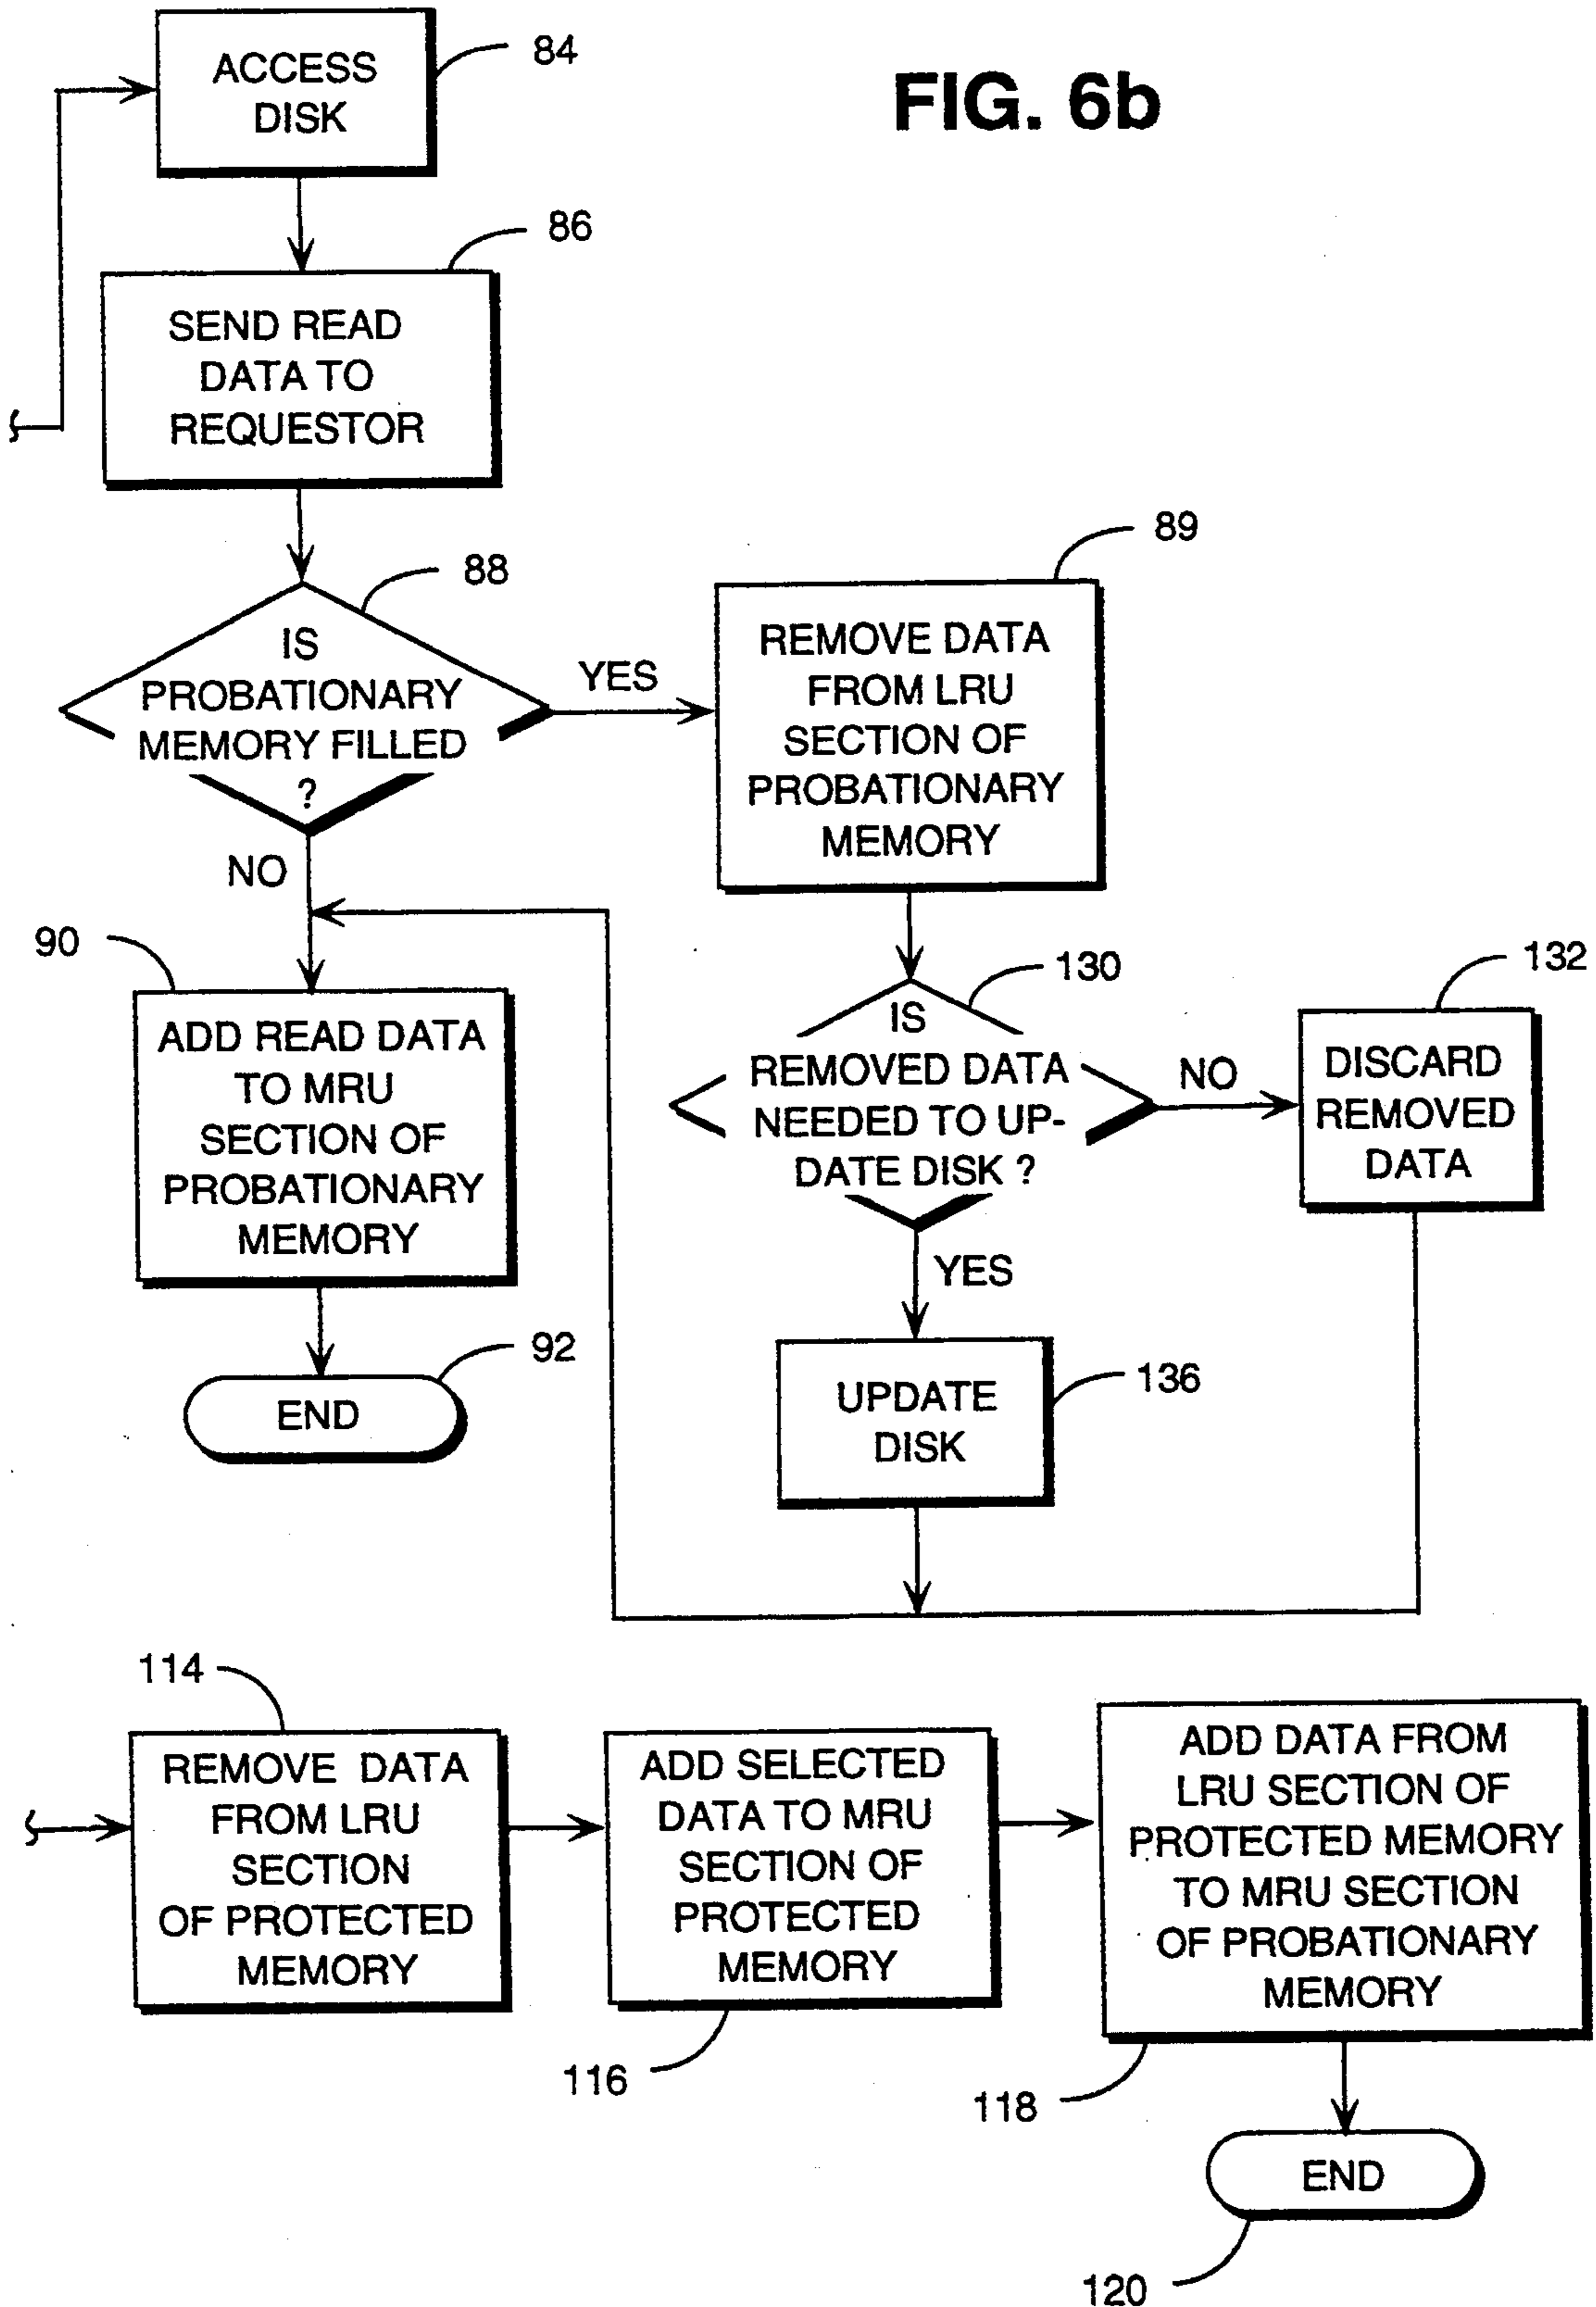 FIG. 6b
ACCESS
DISK
84
SEND READ
DATA TO
REQUESTOR
86
IS
PROBATIONARY
MEMORY FILLED
?
88
YES
NO
REMOVE DATA
FROM LRU
SECTION OF
PROBATIONARY
MEMORY
89
90
ADD READ DATA
TO MRU
SECTION OF
PROBATIONARY
MEMORY
END
92
IS
REMOVED DATA
NEEDED TO UP-
DATE DISK ?
130
NO
DISCARD
REMOVED
DATA
132
YES
UPDATE
DISK
136
114
REMOVE DATA
FROM LRU
SECTION
OF PROTECTED
MEMORY
ADD SELECTED
DATA TO MRU
SECTION OF
PROTECTED
MEMORY
116
ADD DATA FROM
LRU SECTION OF
PROTECTED MEMORY
TO MRU SECTION
OF PROBATIONARY
MEMORY
118
END
120